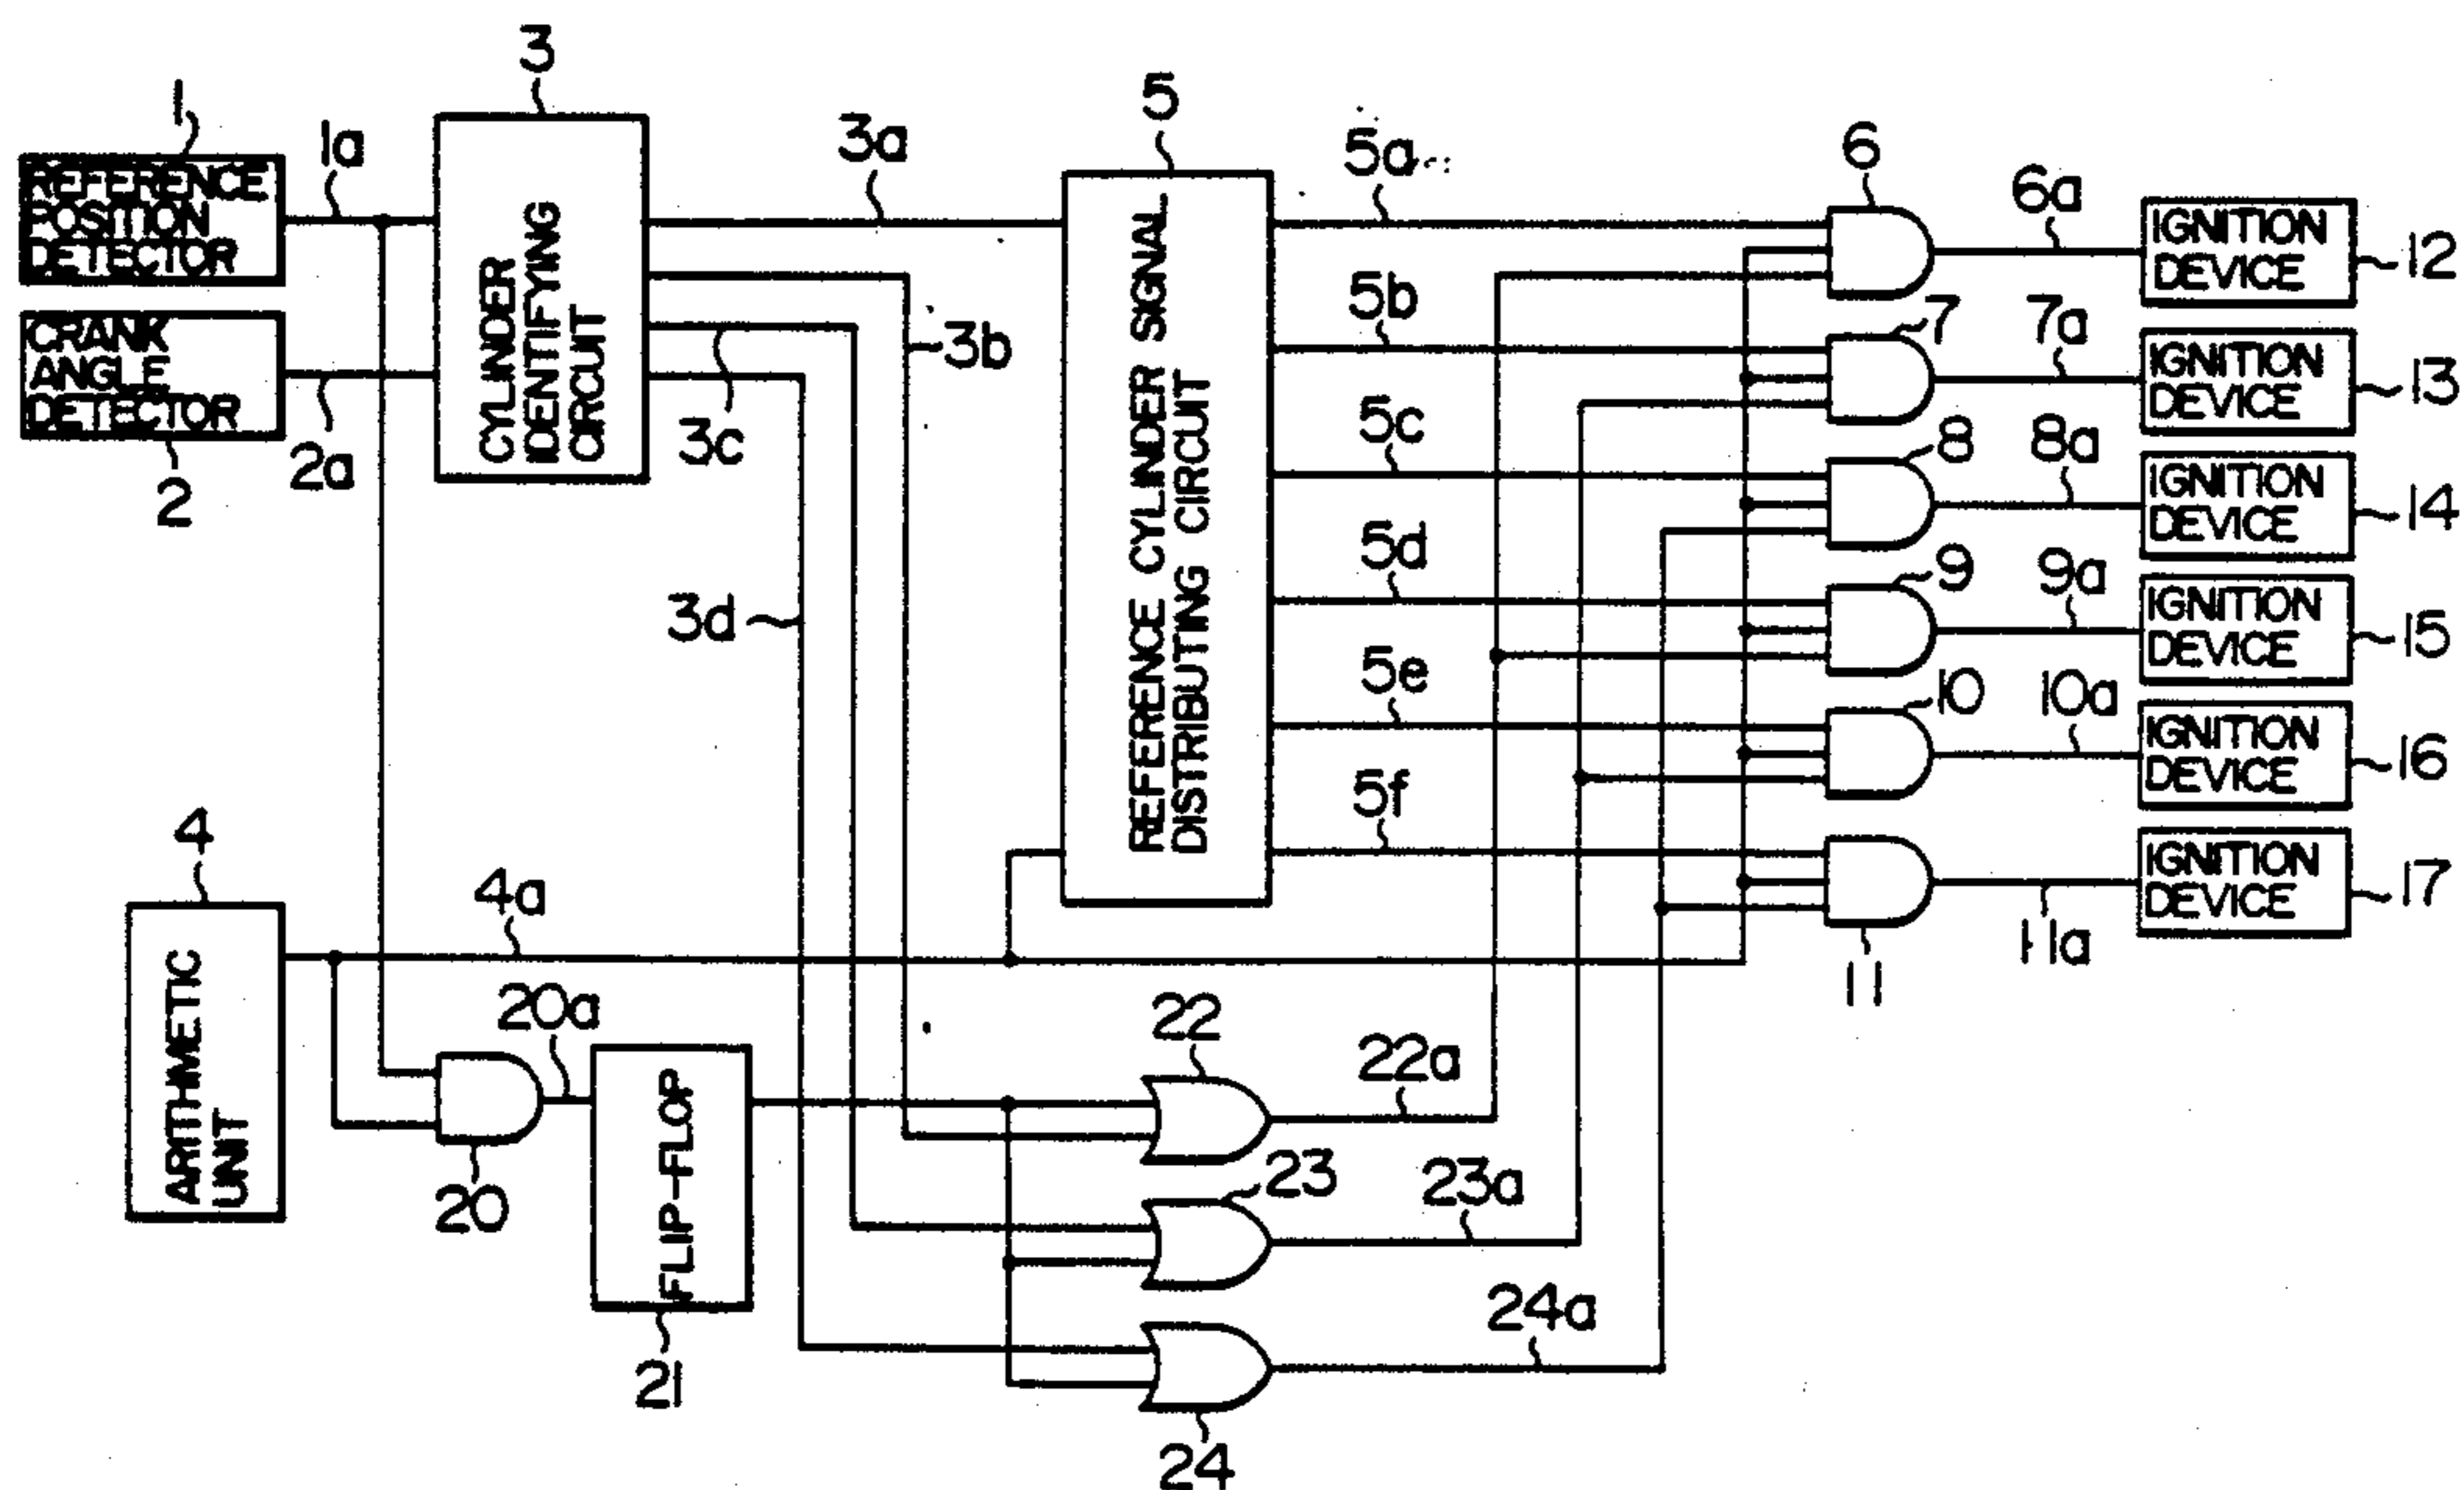 1
REFERENCE
POSITION
DETECTOR
1a
CRANK
ANGLE
DETECTOR
2a
2
3
CYLINDER
IDENTIFYING
CIRCUIT
3a
3b
3c
3d
4
ARITHMETIC
UNIT
4a
5
REFERENCE CYLINDER SIGNAL
DISTRIBUTING CIRCUIT
5a
5b
5c
5d
5e
5f
6
6a
IGNITION
DEVICE
12
7
7a
IGNITION
DEVICE
13
8
8a
IGNITION
DEVICE
14
9
9a
IGNITION
DEVICE
15
10
10a
IGNITION
DEVICE
16
11
11a
IGNITION
DEVICE
17
20
20a
FLIP-FLOP
21
22
22a
23
23a
24
24a